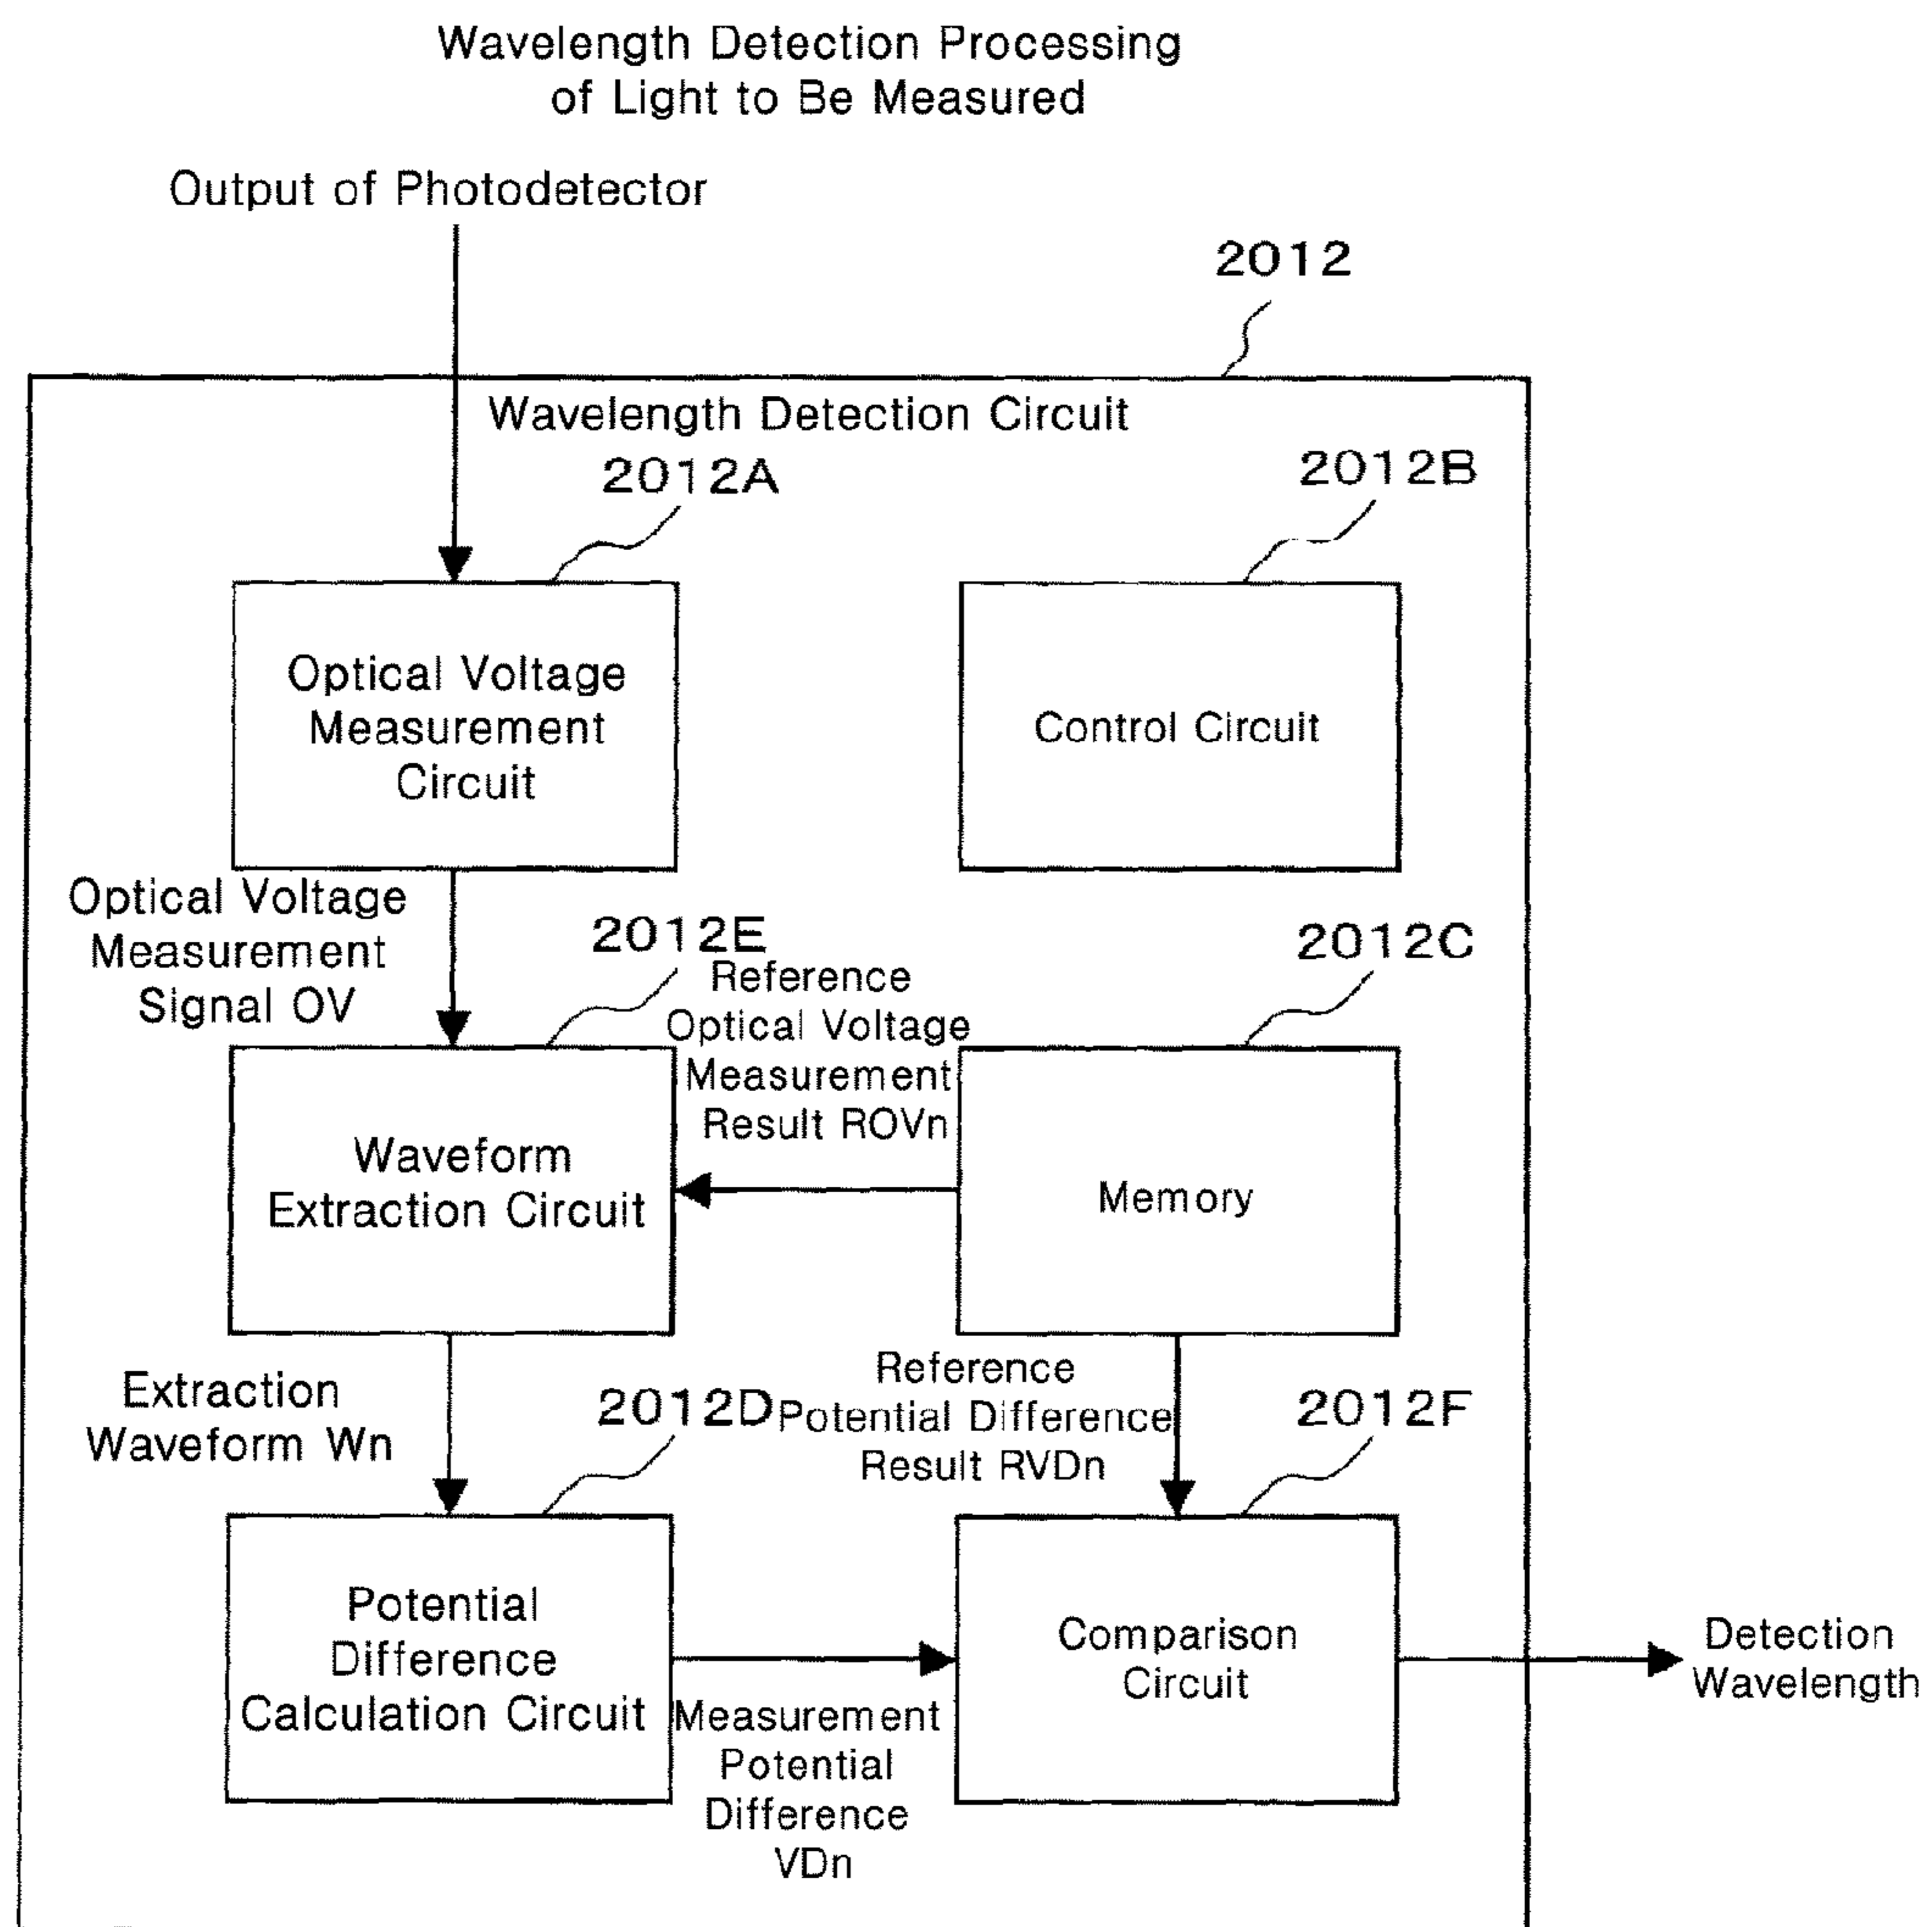 Wavelength Detection Processing
of Light to Be Measured
Output of Photodetector
2012
Wavelength Detection Circuit
2012A
2012B
Optical Voltage
Measurement
Circuit
Control Circuit
Optical Voltage
Measurement
Signal OV
2012E
Reference
Optical Voltage
Measurement
Result ROVn
2012C
Waveform
Extraction Circuit
Memory
Extraction
Waveform Wn
2012D
Reference
Potential Difference
Result RVDn
2012F
Potential
Difference
Calculation Circuit
Measurement
Potential
Difference
VDn
Comparison
Circuit
Detection
Wavelength